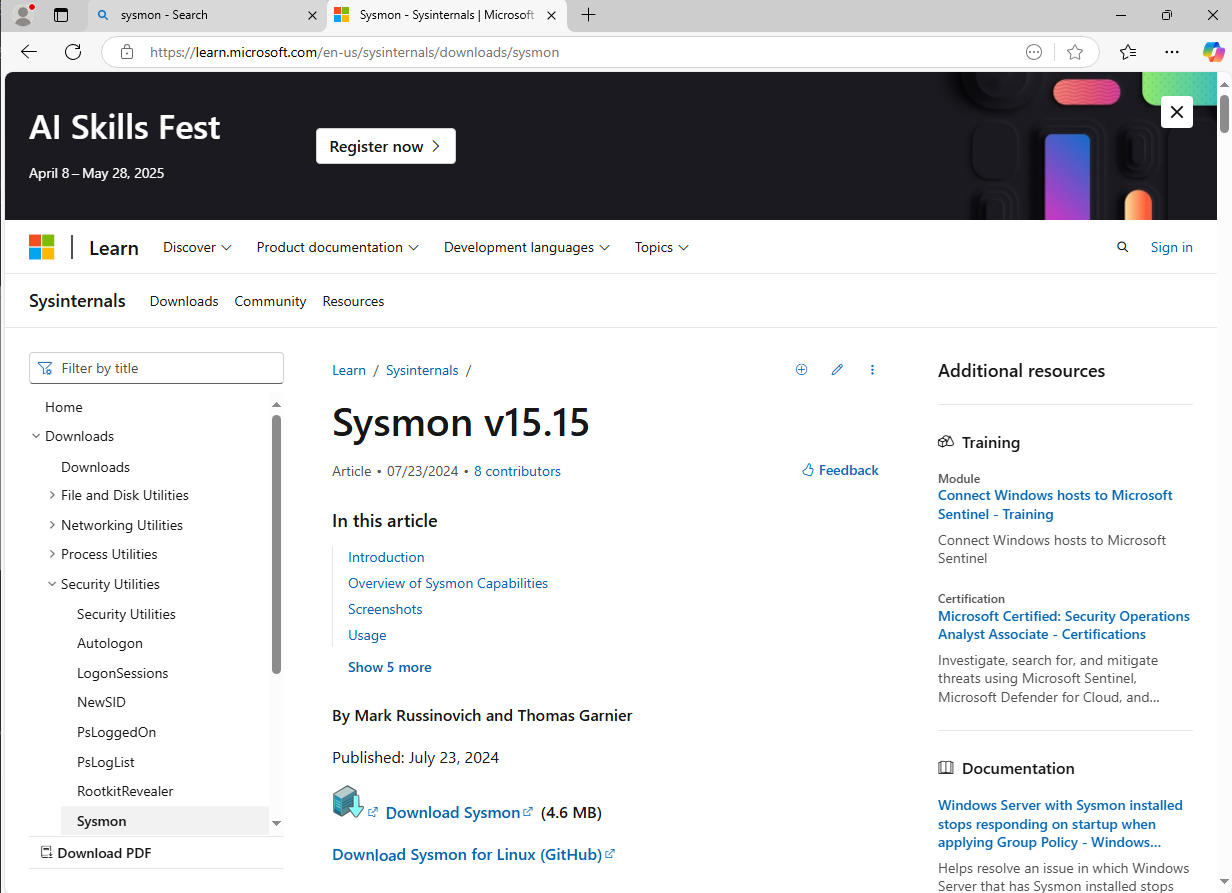 sysmon - Search
Sysmon - Sysinternals | Microsoft
https://learn.microsoft.com/en-us/sysinternals/downloads/sysmon
AI Skills Fest
April 8 – May 28, 2025
Register now
Learn
Discover
Product documentation
Development languages
Topics
Sign in
Sysinternals
Downloads
Community
Resources
Filter by title
Home
Downloads
Downloads
File and Disk Utilities
Networking Utilities
Process Utilities
Security Utilities
Security Utilities
Autologon
LogonSessions
NewSID
PsLoggedOn
PsLogList
RootkitRevealer
Sysmon
Download PDF
Learn / Sysinternals /
Sysmon v15.15
Article • 07/23/2024 • 8 contributors
Feedback
In this article
Introduction
Overview of Sysmon Capabilities
Screenshots
Usage
Show 5 more
By Mark Russinovich and Thomas Garnier
Published: July 23, 2024
Download Sysmon (4.6 MB)
Download Sysmon for Linux (GitHub)
Additional resources
Training
Module
Connect Windows hosts to Microsoft
Sentinel - Training
Connect Windows hosts to Microsoft
Sentinel
Certification
Microsoft Certified: Security Operations
Analyst Associate - Certifications
Investigate, search for, and mitigate
threats using Microsoft Sentinel,
Microsoft Defender for Cloud, and...
Documentation
Windows Server with Sysmon installed
stops responding on startup when
applying Group Policy - Windows...
Helps resolve an issue in which Windows
Server that has Sysmon installed stops